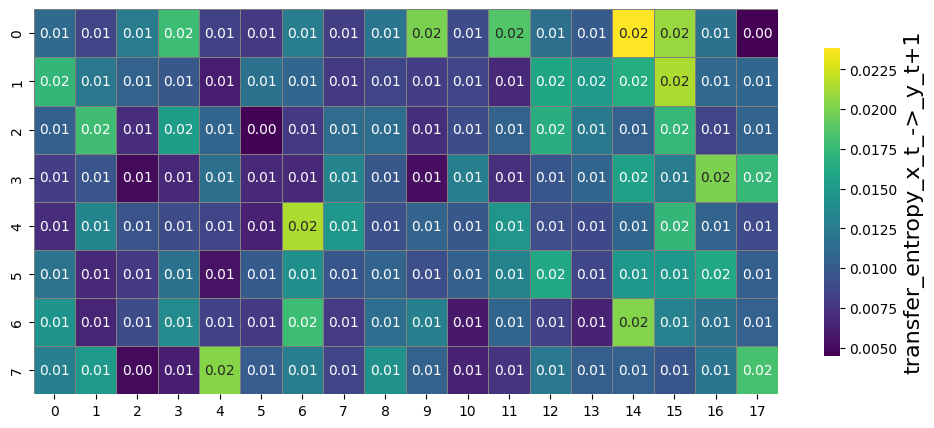 0 0.01 0.01 0.01 0.02 0.01 0.01 0.01 0.01 0.01 0.02 0.01 0.02 0.01 0.01 0.02 0.02 0.01 0.00
1 0.02 0.01 0.01 0.01 0.01 0.01 0.01 0.01 0.01 0.01 0.01 0.01 0.02 0.02 0.02 0.02 0.01 0.01
2 0.01 0.02 0.01 0.02 0.01 0.00 0.01 0.01 0.01 0.01 0.01 0.01 0.02 0.01 0.01 0.02 0.01 0.01
3 0.01 0.01 0.01 0.01 0.01 0.01 0.01 0.01 0.01 0.01 0.01 0.01 0.01 0.01 0.02 0.01 0.02 0.02
4 0.01 0.01 0.01 0.01 0.01 0.01 0.02 0.01 0.01 0.01 0.01 0.01 0.01 0.01 0.01 0.02 0.01 0.01
5 0.01 0.01 0.01 0.01 0.01 0.01 0.01 0.01 0.01 0.01 0.01 0.01 0.02 0.01 0.01 0.01 0.02 0.01
6 0.01 0.01 0.01 0.01 0.01 0.01 0.02 0.01 0.01 0.01 0.01 0.01 0.01 0.01 0.02 0.01 0.01 0.01
7 0.01 0.01 0.00 0.01 0.02 0.01 0.01 0.01 0.01 0.01 0.01 0.01 0.01 0.01 0.01 0.01 0.01 0.02
0 1 2 3 4 5 6 7 8 9 10 11 12 13 14 15 16 17
0.0225
0.0200
0.0175
0.0150
0.0125
0.0100
0.0075
0.0050
transfer_entropy_x_t_->_y_t+1